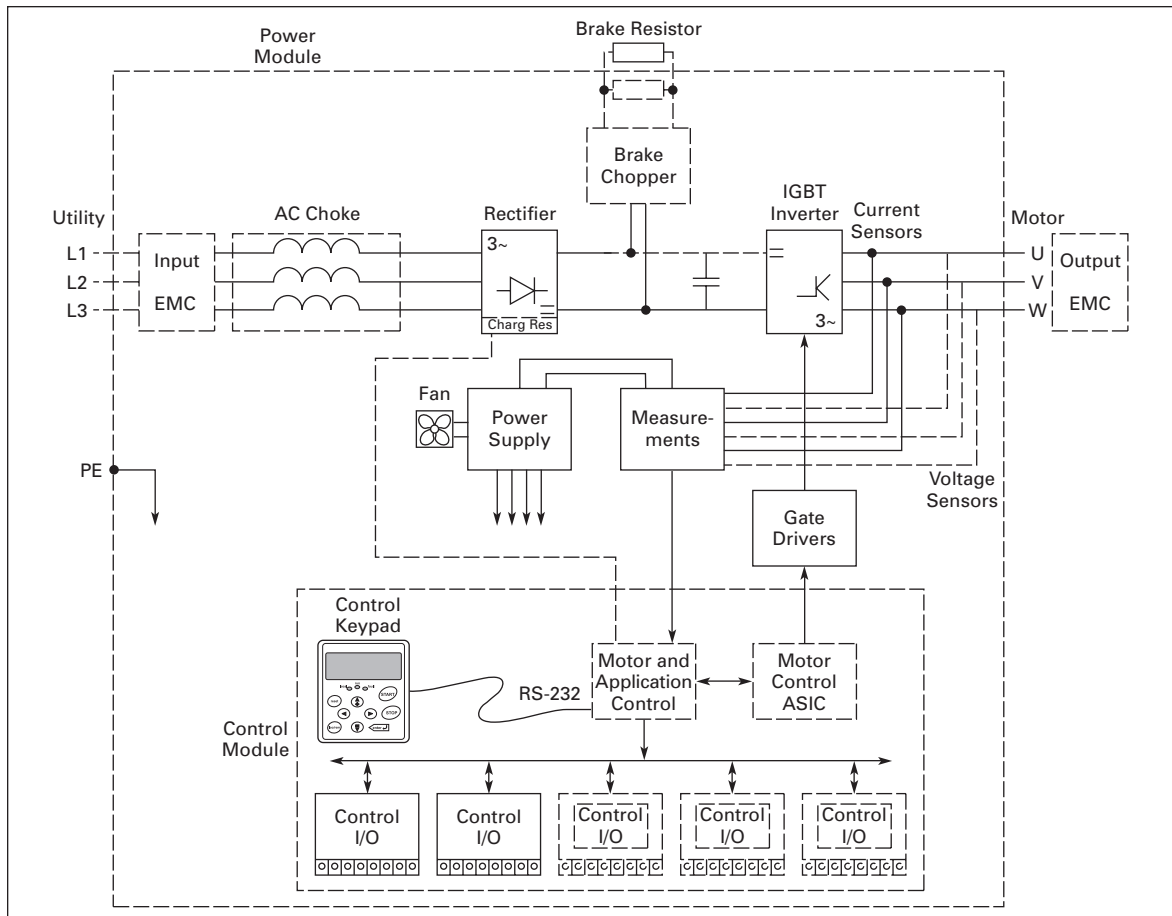 Brake Resistor
Power
Module
Brake
Chopper
Utility
AC Choke
Rectifier
IGBT
Inverter
Current
Sensors
Motor
L1
L2
L3
Input
EMC
3~
Charg Res
3~
U
V
W
Output
EMC
Fan
Power
Supply
Measure-
ments
PE
Voltage
Sensors
Gate
Drivers
Control
Keypad
START
STOP
RS-232
Motor and
Application
Control
Motor
Control
ASIC
Control
Module
Control
I/O
Control
I/O
Control
I/O
Control
I/O
Control
I/O